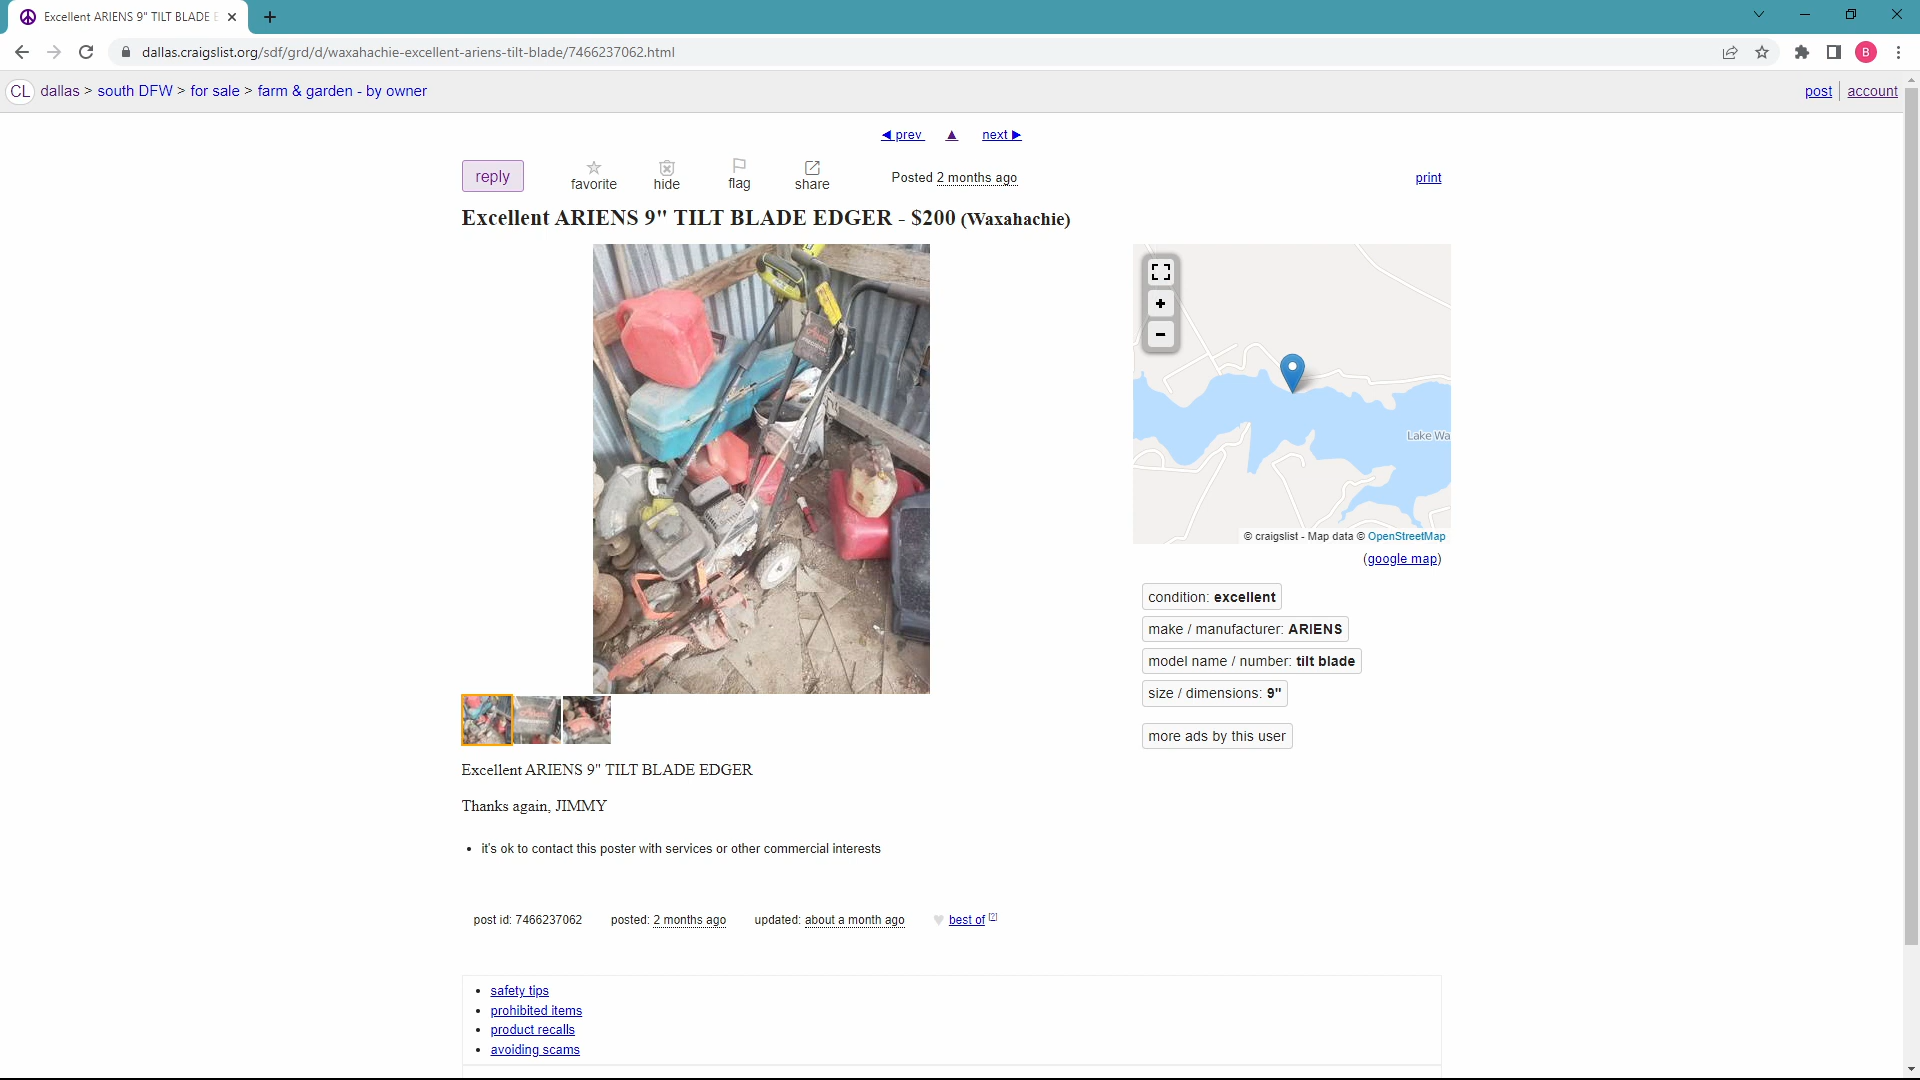 Excellent ARIENS 9" TILT BLADE E
dallas.craigslist.org/sdf/grd/d/waxahachie-excellent-ariens-tilt-blade/7466237062.html
B
CL dallas > south DFW > for sale > farm & garden - by owner
post account
◀ prev ▲ next ▶
reply favorite hide flag share Posted 2 months ago print
Excellent ARIENS 9" TILT BLADE EDGER - $200 (Waxahachie)
+
−
Lake Wa
© craigslist - Map data © OpenStreetMap
(google map)
condition: excellent
make / manufacturer: ARIENS
model name / number: tilt blade
size / dimensions: 9"
more ads by this user
Excellent ARIENS 9" TILT BLADE EDGER
Thanks again, JIMMY
• it's ok to contact this poster with services or other commercial interests
post id: 7466237062 posted: 2 months ago updated: about a month ago ♥ best of [?]
• safety tips
• prohibited items
• product recalls
• avoiding scams